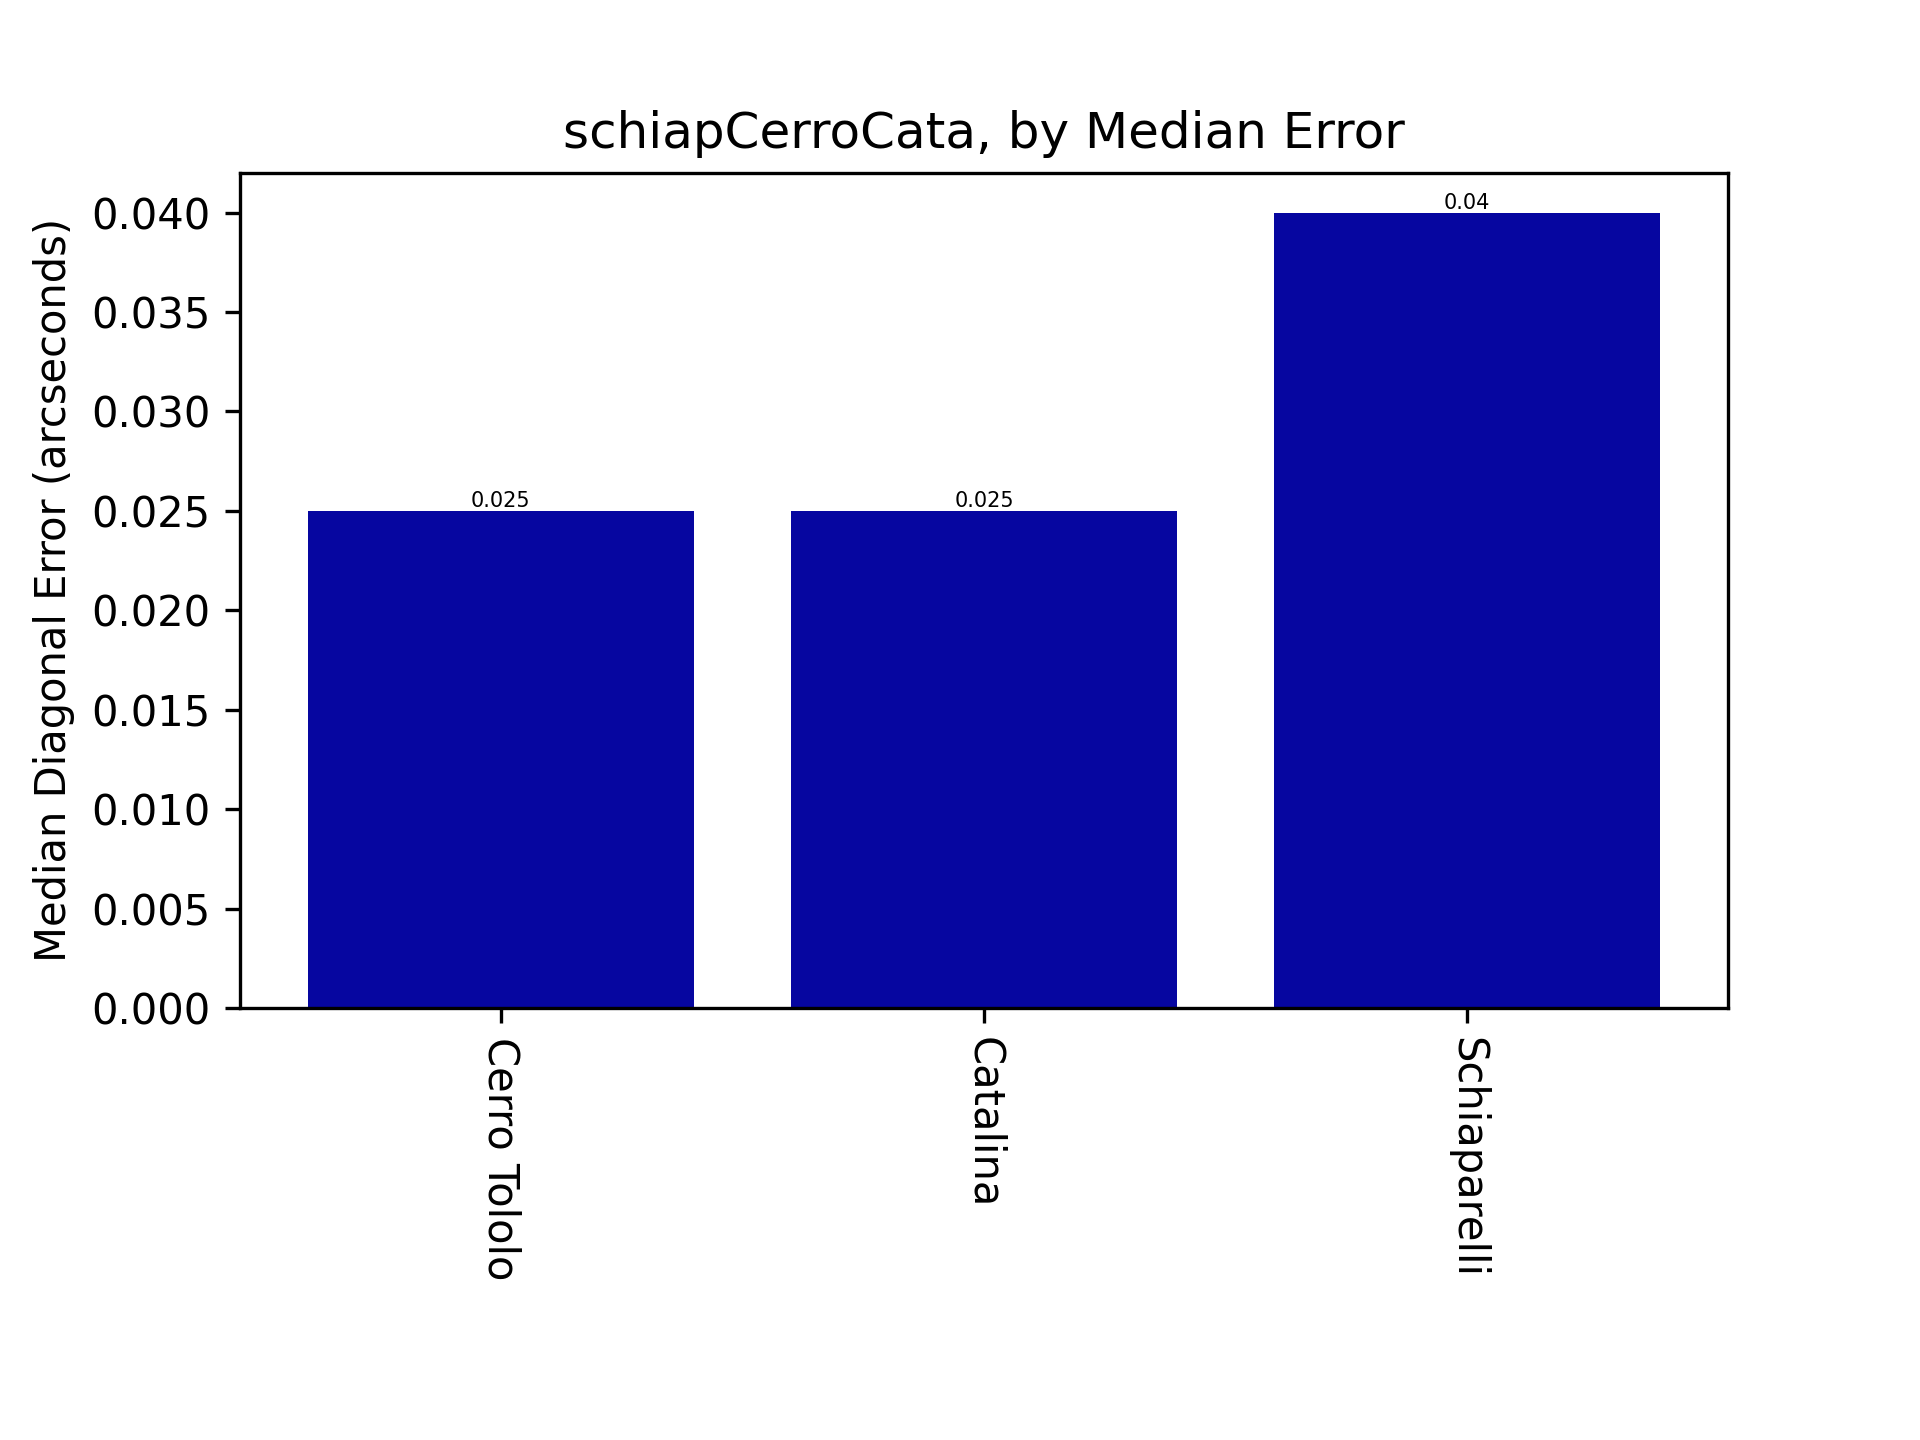 schiapCerroCata, by Median Error
Median Diagonal Error (arcseconds)
0.040
0.035
0.030
0.025
0.020
0.015
0.010
0.005
0.000
0.025
0.025
0.04
Cerro Tololo
Catalina
Schiaparelli